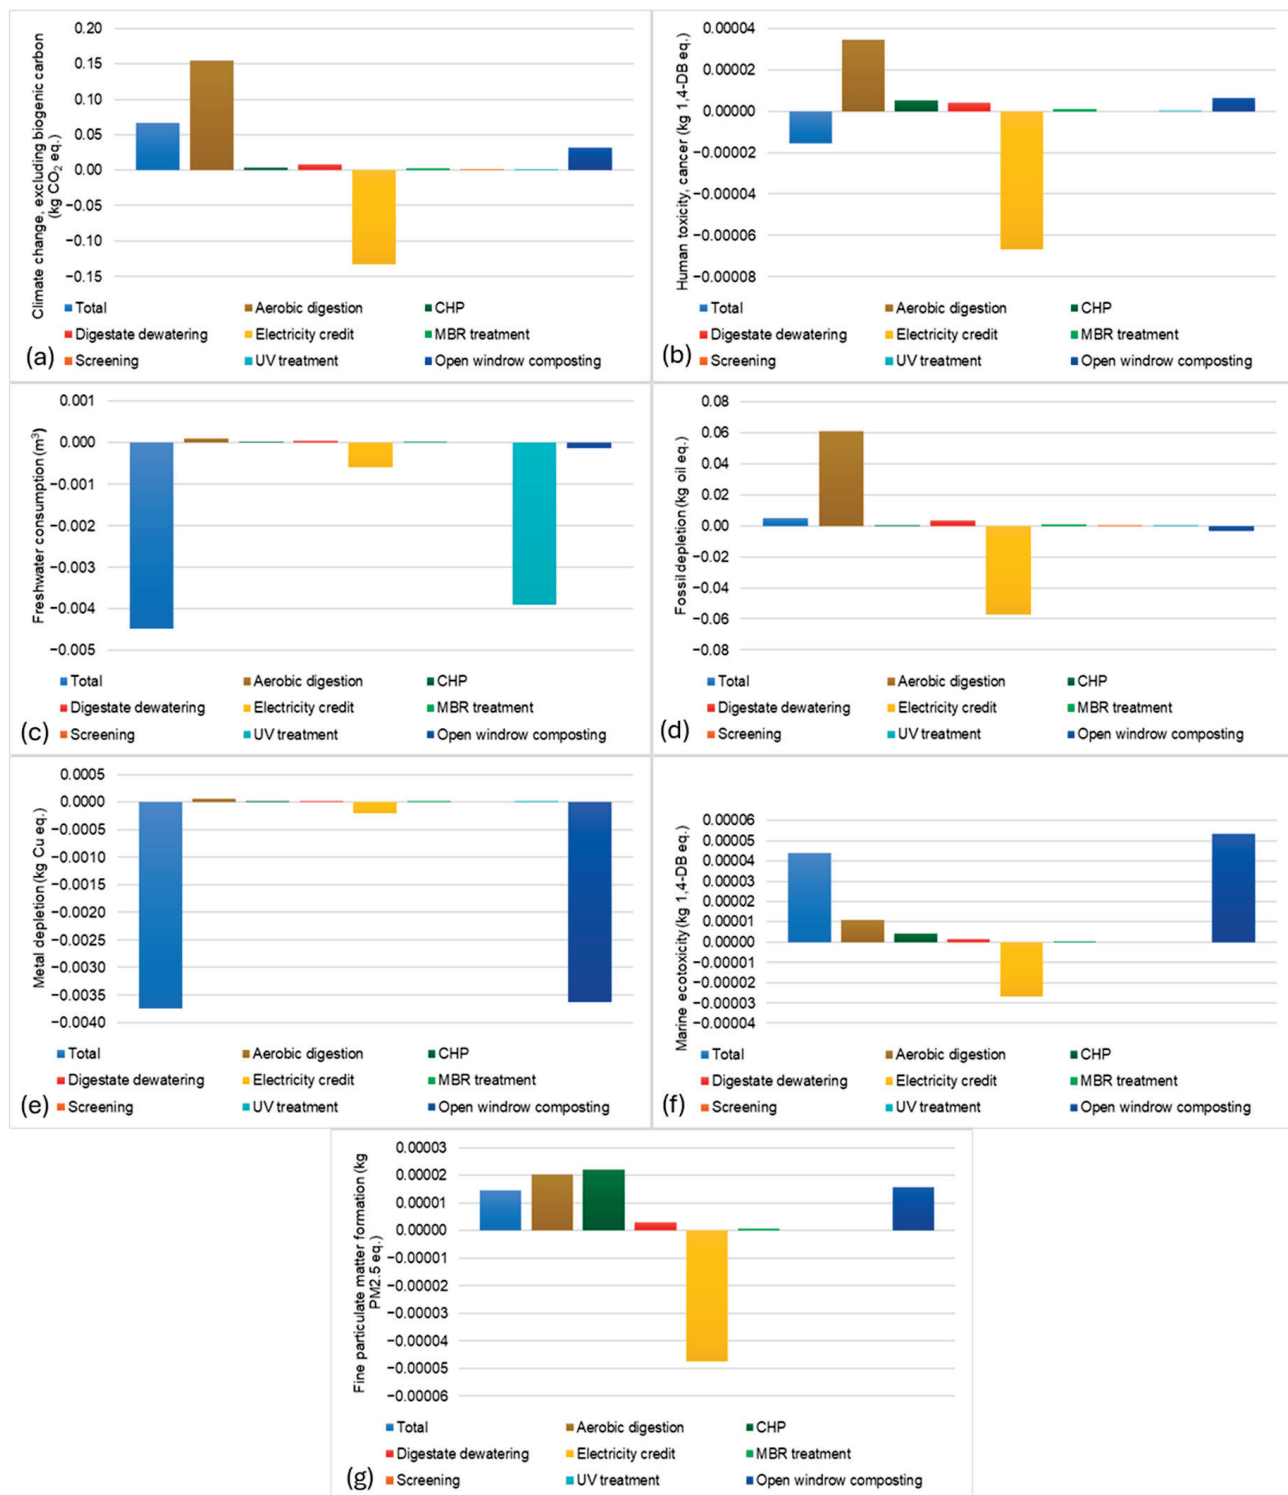 Climate change, excluding biogenic carbon
(kg CO₂ eq.)
0.20
0.15
0.10
0.05
0.00
−0.05
−0.10
−0.15
Total Aerobic digestion CHP
Digestate dewatering Electricity credit MBR treatment
Screening UV treatment Open windrow composting
(a)
Human toxicity, cancer (kg 1,4-DB eq.)
0.00004
0.00002
0.00000
−0.00002
−0.00004
−0.00006
−0.00008
Total Aerobic digestion CHP
Digestate dewatering Electricity credit MBR treatment
Screening UV treatment Open windrow composting
(b)
Freshwater consumption (m³)
0.001
0.000
−0.001
−0.002
−0.003
−0.004
−0.005
Total Aerobic digestion CHP
Digestate dewatering Electricity credit MBR treatment
Screening UV treatment Open windrow composting
(c)
Fossil depletion (kg oil eq.)
0.08
0.06
0.04
0.02
0.00
−0.02
−0.04
−0.06
−0.08
Total Aerobic digestion CHP
Digestate dewatering Electricity credit MBR treatment
Screening UV treatment Open windrow composting
(d)
Metal depletion (kg Cu eq.)
0.0005
0.0000
−0.0005
−0.0010
−0.0015
−0.0020
−0.0025
−0.0030
−0.0035
−0.0040
Total Aerobic digestion CHP
Digestate dewatering Electricity credit MBR treatment
Screening UV treatment Open windrow composting
(e)
Marine ecotoxicity (kg 1,4-DB eq.)
0.00006
0.00005
0.00004
0.00003
0.00002
0.00001
0.00000
−0.00001
−0.00002
−0.00003
−0.00004
Total Aerobic digestion CHP
Digestate dewatering Electricity credit MBR treatment
Screening UV treatment Open windrow composting
(f)
Fine particulate matter formation (kg
PM2.5 eq.)
0.00003
0.00002
0.00001
0.00000
−0.00001
−0.00002
−0.00003
−0.00004
−0.00005
−0.00006
Total Aerobic digestion CHP
Digestate dewatering Electricity credit MBR treatment
Screening UV treatment Open windrow composting
(g)